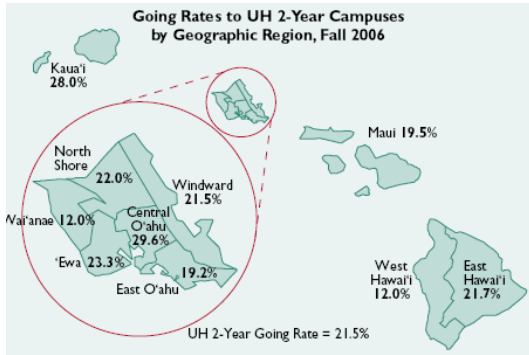 Going Rates to UH 2-Year Campuses
by Geographic Region, Fall 2006
Kaua'i
28.0%
Maui 19.5%
North
Shore
22.0%
Windward
21.5%
Wai'anae 12.0%
Central
O'ahu
29.6%
'Ewa 23.3%
19.2%
East O'ahu
West
Hawai'i
12.0%
East
Hawai'i
21.7%
UH 2-Year Going Rate = 21.5%